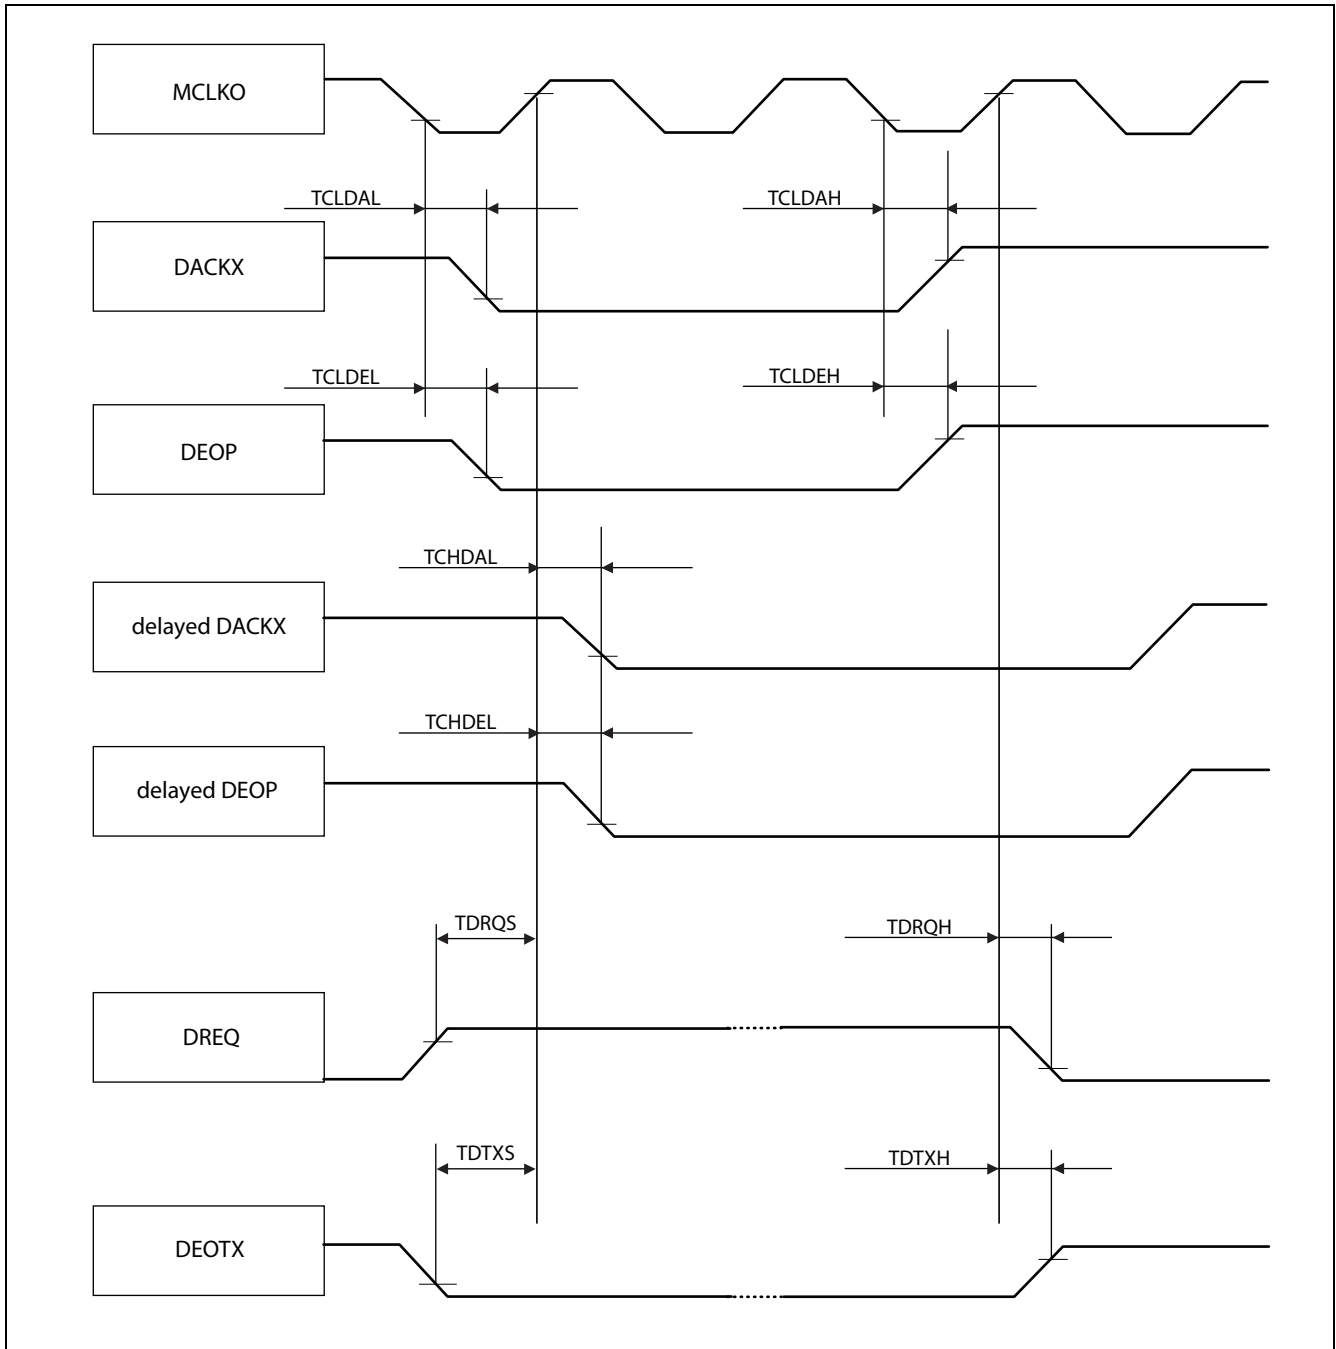 MCLKO
TCLDAL
TCLDAH
DACKX
TCLDEL
TCLDEH
DEOP
TCHDAL
delayed DACKX
TCHDEL
delayed DEOP
TDRQS
TDRQH
DREQ
TDTXS
TDTXH
DEOTX